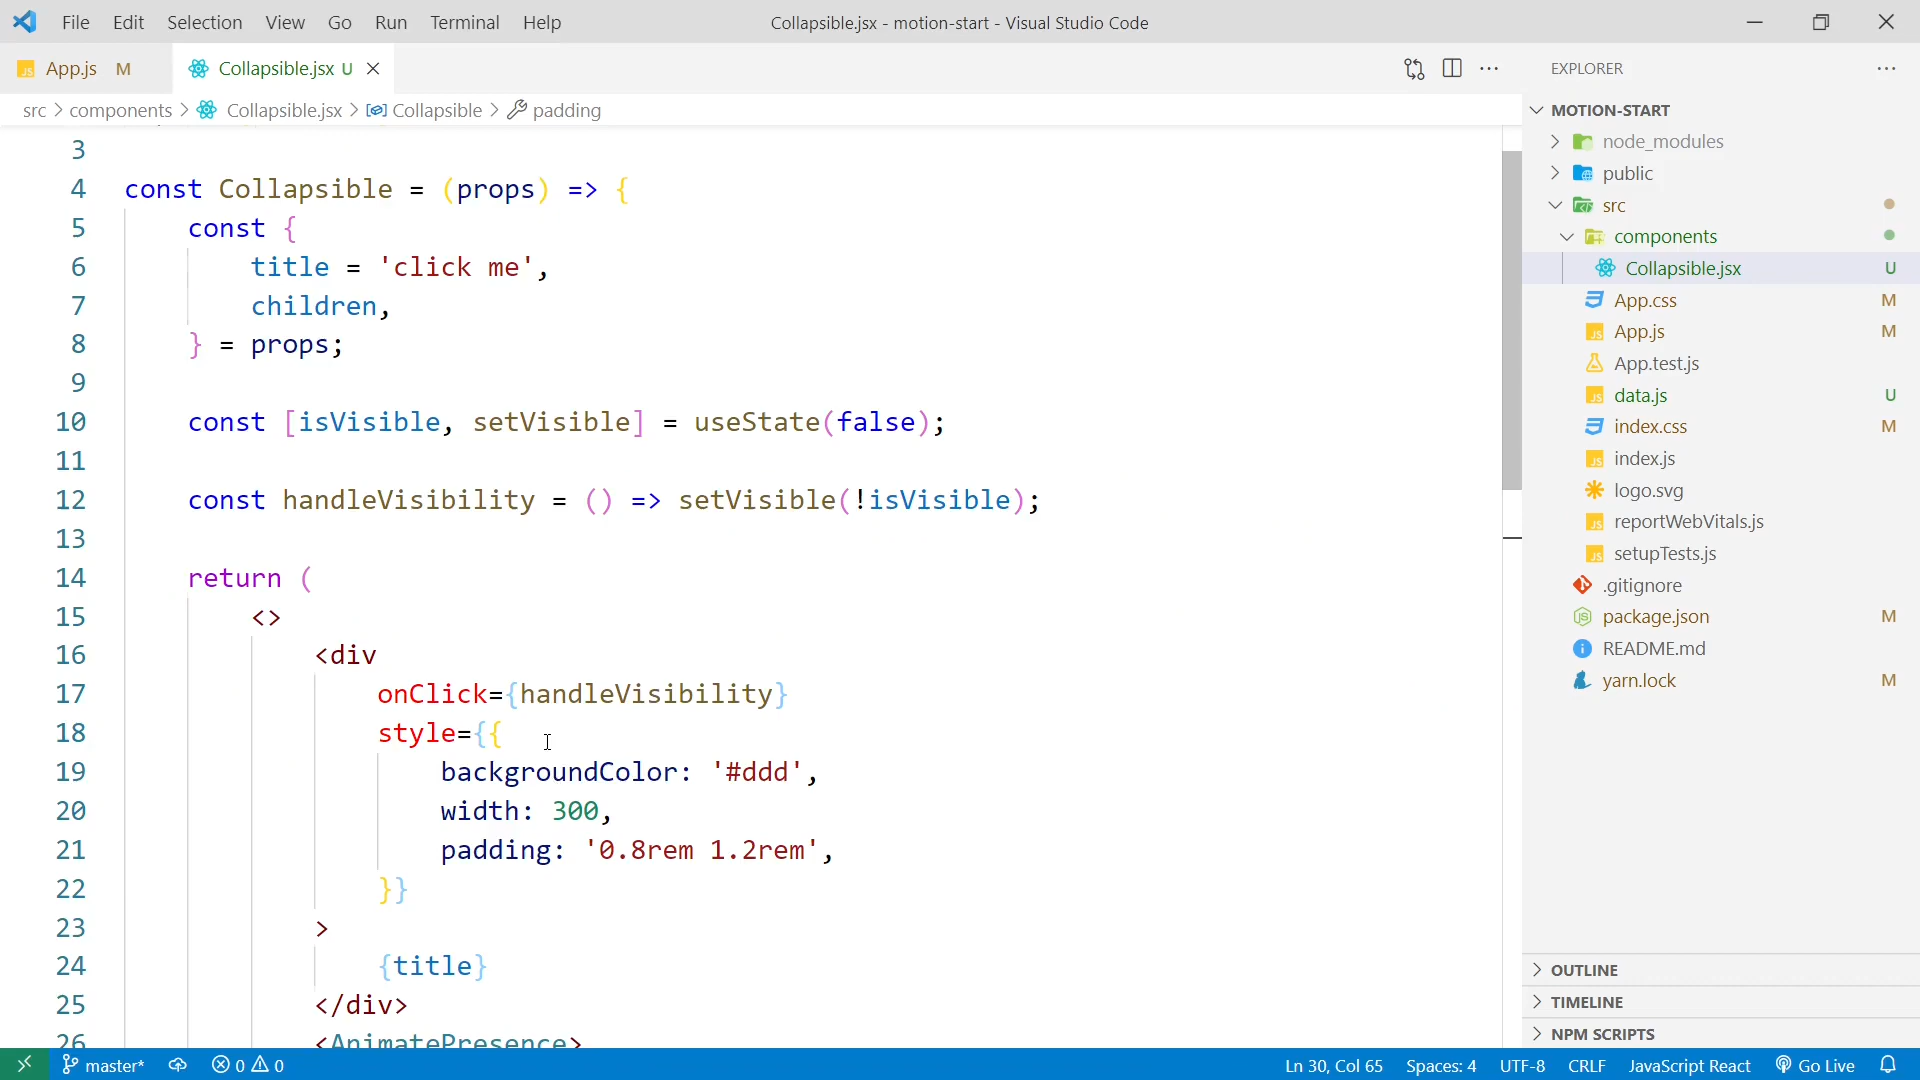 File Edit Selection View Go Run Terminal Help
Collapsible.jsx - motion-start - Visual Studio Code
App.js M
Collapsible.jsx U
src > components > Collapsible.jsx > Collapsible > padding
3
4 const Collapsible = (props) => {
5 const {
6 title = 'click me',
7 children,
8 } = props;
9
10 const [isVisible, setVisible] = useState(false);
11
12 const handleVisibility = () => setVisible(!isVisible);
13
14 return (
15 <>
16 <div
17 onClick={handleVisibility}
18 style={{
19 backgroundColor: '#ddd',
20 width: 300,
21 padding: '0.8rem 1.2rem',
22 }}
23 >
24 {title}
25 </div>
26 <AnimatePresence>
EXPLORER
MOTION-START
node_modules
public
src
components
Collapsible.jsx U
App.css M
App.js M
App.test.js
data.js U
index.css M
index.js
logo.svg
reportWebVitals.js
setupTests.js
.gitignore
package.json M
README.md
yarn.lock M
OUTLINE
TIMELINE
NPM SCRIPTS
master* 0 0
Ln 30, Col 65 Spaces: 4 UTF-8 CRLF JavaScript React Go Live